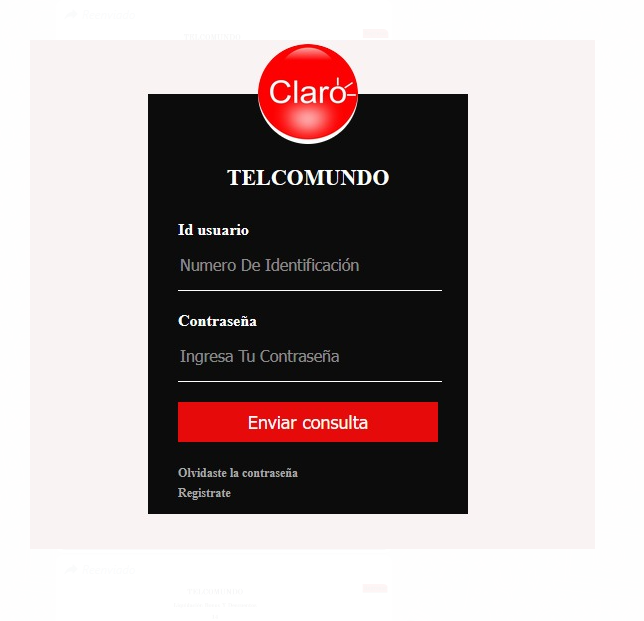 Claro
TELCOMUNDO
Id usuario
Numero De Identificación
Contraseña
Ingresa Tu Contraseña
Enviar consulta
Olvidaste la contraseña
Registrate